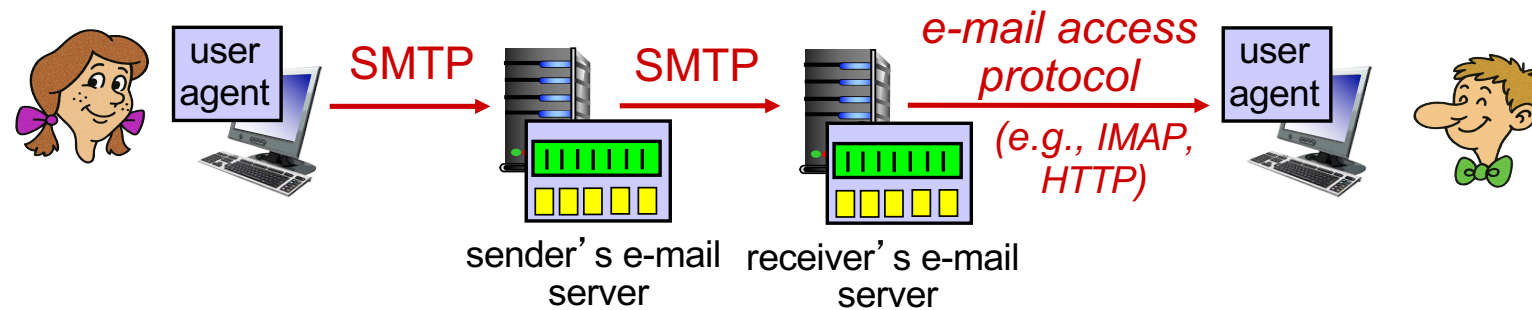 user
agent
SMTP
SMTP
e-mail access
protocol
(e.g., IMAP,
HTTP)
user
agent
sender’s e-mail
server
receiver’s e-mail
server